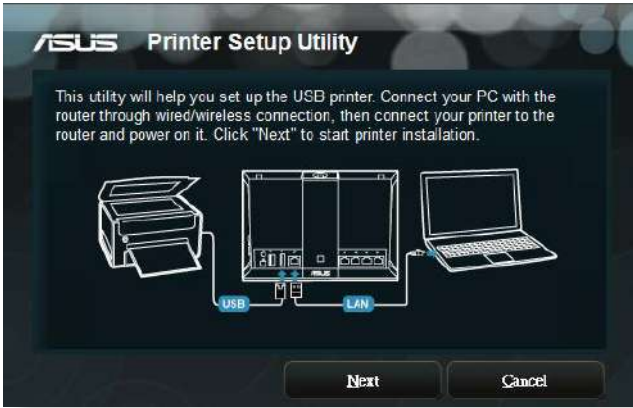 ASUS Printer Setup Utility
This utility will help you set up the USB printer. Connect your PC with the
router through wired/wireless connection, then connect your printer to the
router and power on it. Click "Next" to start printer installation.
ASUS
USB
LAN
Next
Cancel